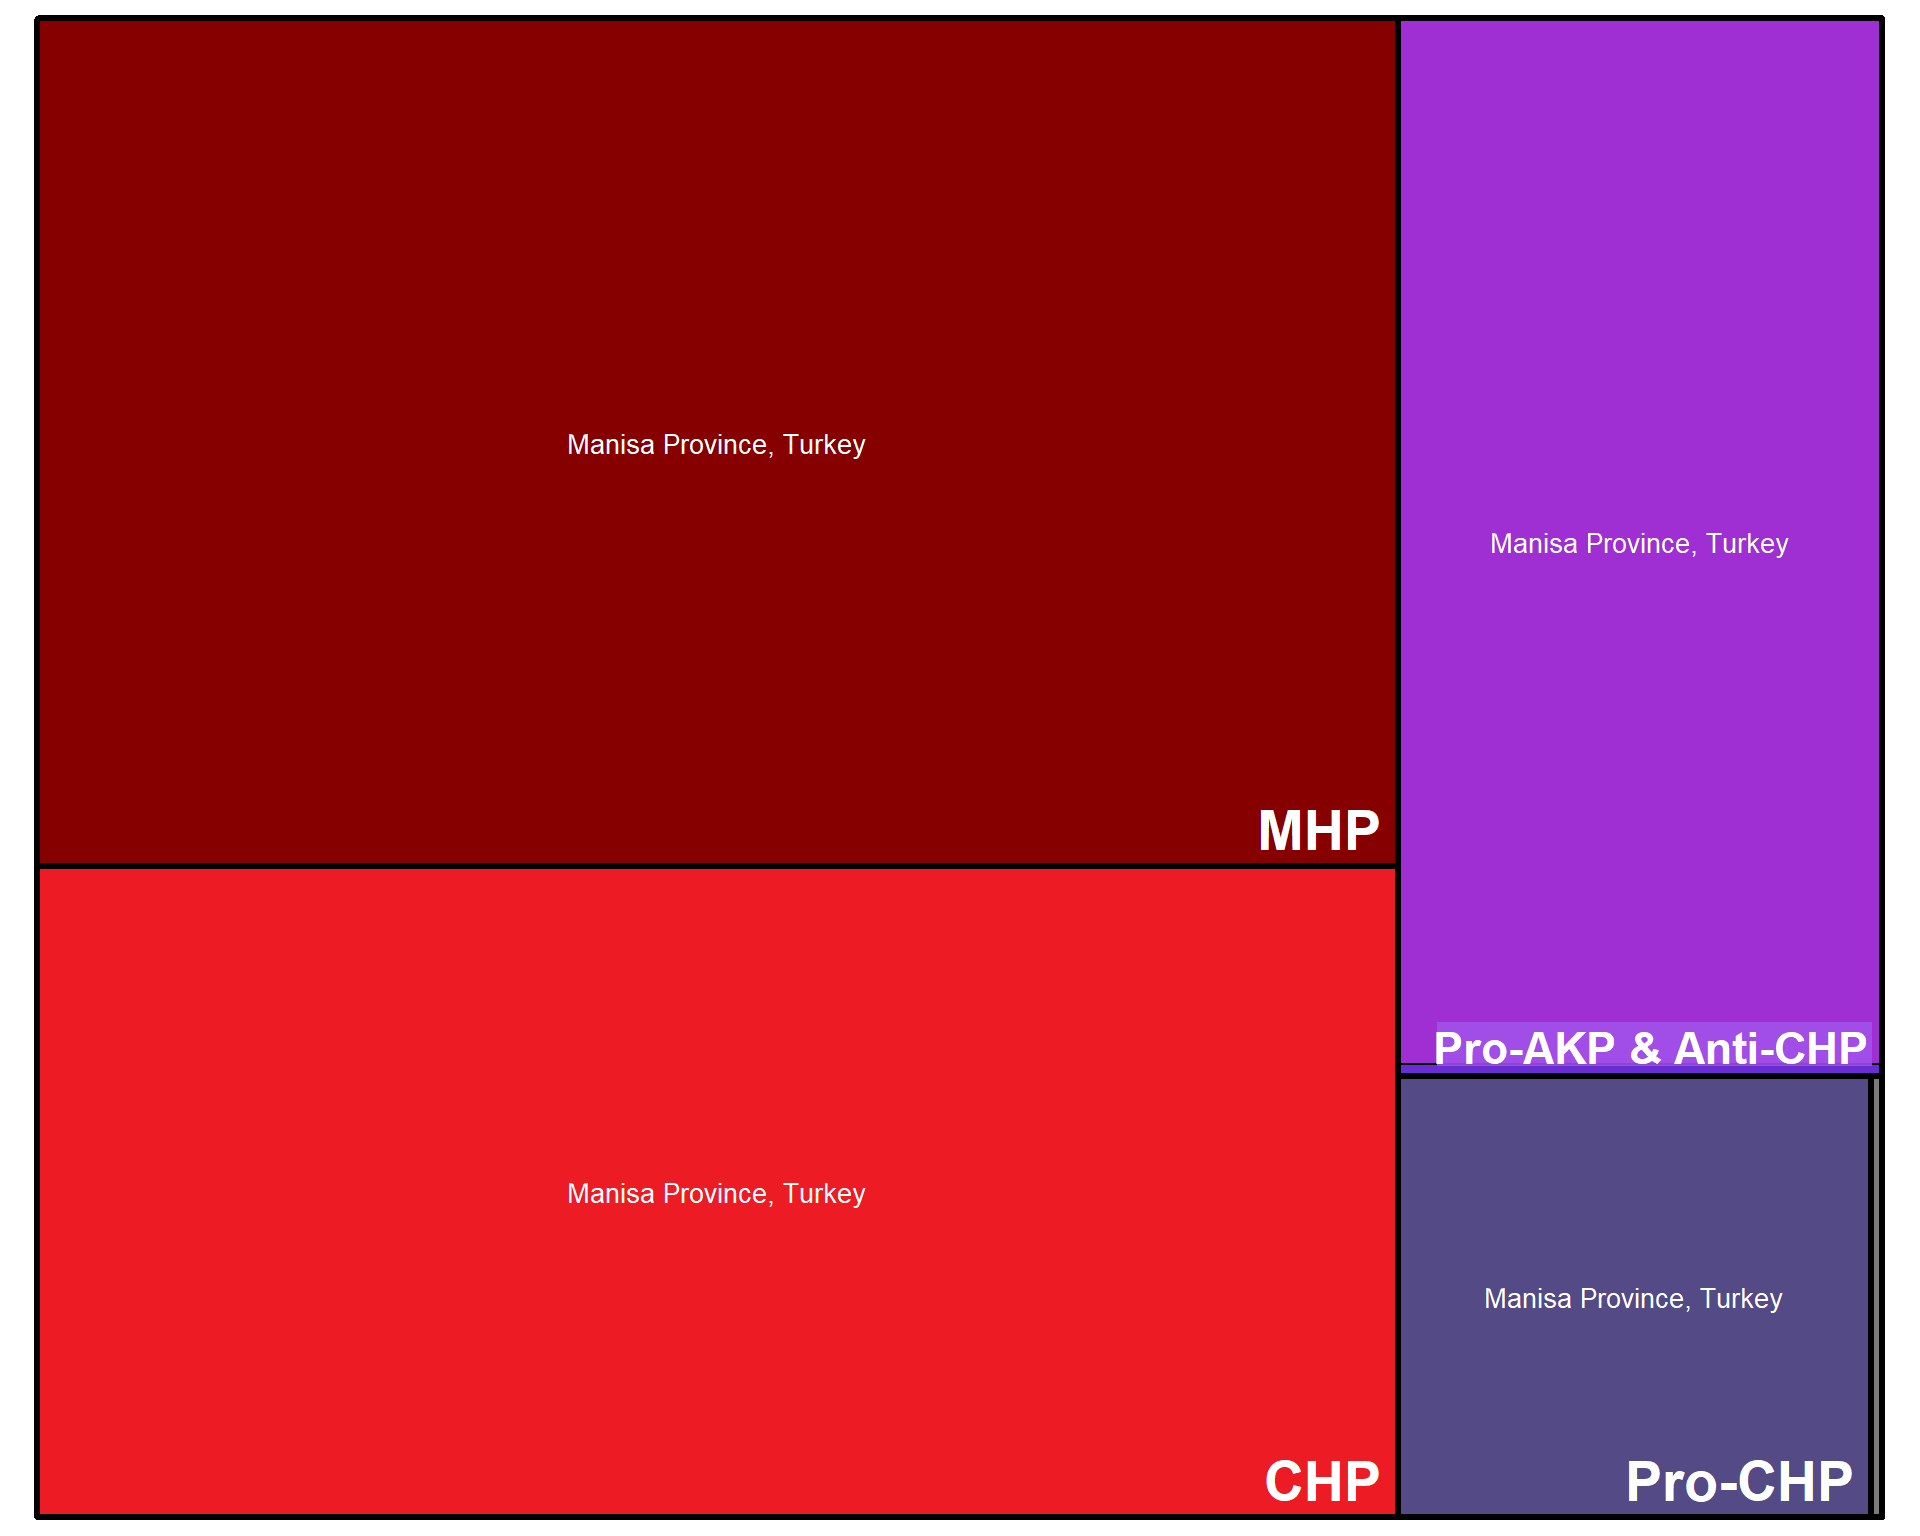 Manisa Province, Turkey
MHP
Manisa Province, Turkey
CHP
Manisa Province, Turkey
Pro-AKP & Anti-CHP
Manisa Province, Turkey
Pro-CHP